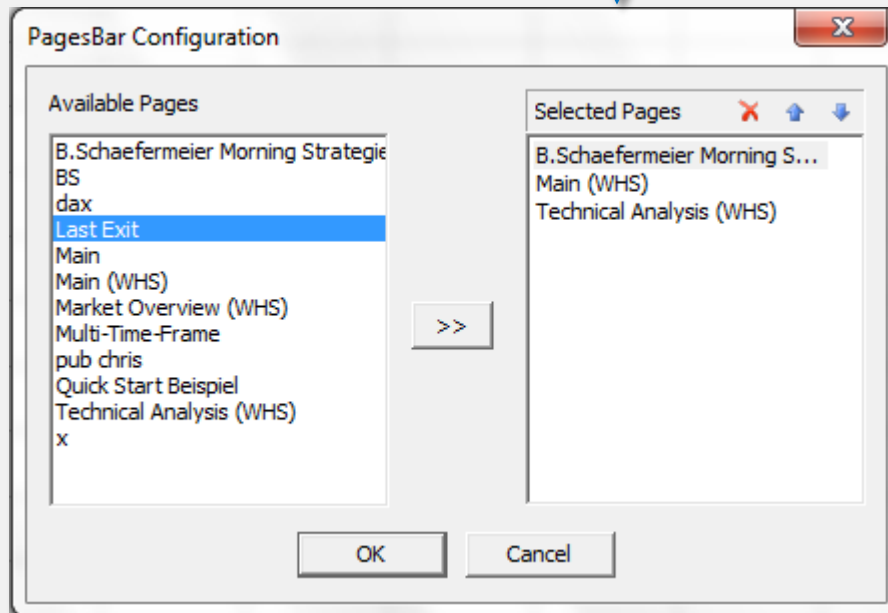 PagesBar Configuration
Available Pages
B.Schaefermeier Morning Strategie
BS
dax
Last Exit
Main
Main (WHS)
Market Overview (WHS)
Multi-Time-Frame
pub chris
Quick Start Beispiel
Technical Analysis (WHS)
x
>>
Selected Pages
B.Schaefermeier Morning S...
Main (WHS)
Technical Analysis (WHS)
OK
Cancel